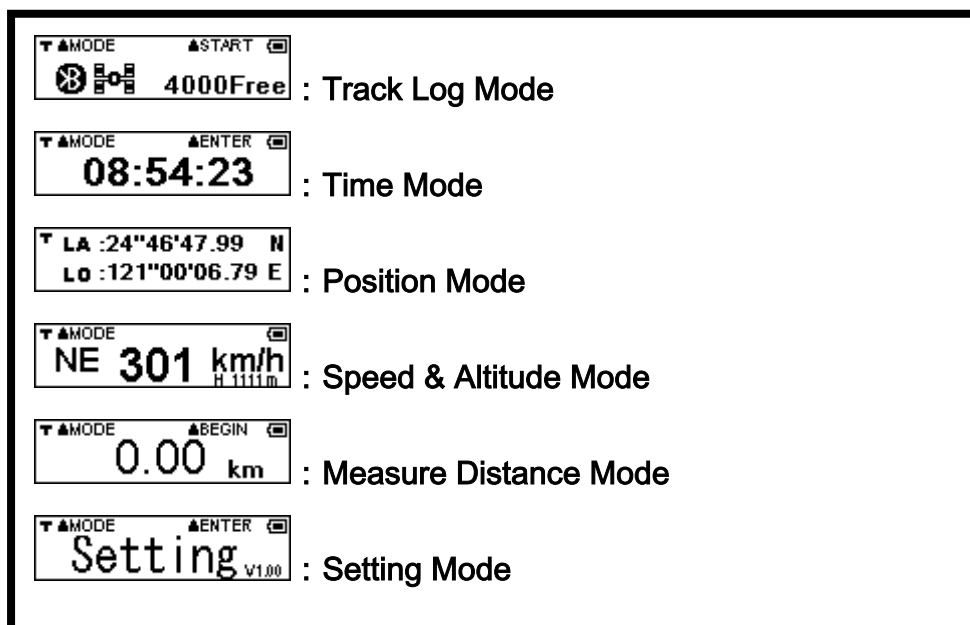 MODE START
4000Free : Track Log Mode
MODE ENTER
08:54:23 : Time Mode
LA :24"46'47.99 N
LO :121"00'06.79 E : Position Mode
MODE
NE 301 km/h
H 1111m : Speed & Altitude Mode
MODE BEGIN
0.00 km : Measure Distance Mode
MODE ENTER
Setting V1.00 : Setting Mode